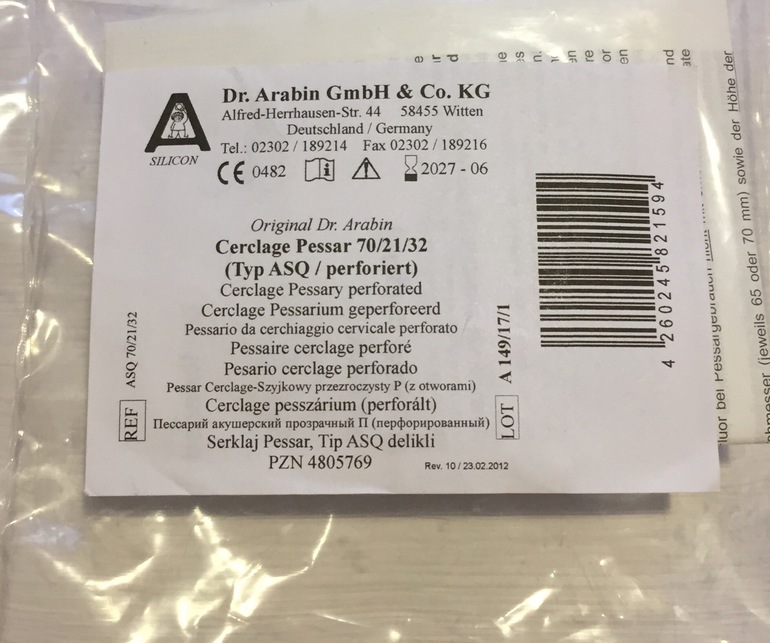 Dr. Arabin GmbH & Co. KG
Alfred-Herrhausen-Str. 44 58455 Witten
Deutschland / Germany
Tel.: 02302 / 189214 Fax 02302 / 189216
SILICON
CE 0482 2027 - 06
Original Dr. Arabin
Cerclage Pessar 70/21/32
(Typ ASQ / perforiert)
Cerclage Pessary perforated
Cerclage Pessarium geperforeerd
Pessario da cerchiaggio cervicale perforato
Pessaire cerclage perforé
Pesario cerclage perforado
Pessar Cerclage-Szyjkowy przezroczysty P (z otworami)
Cerclage pesszárium (perforált)
Пессарий акушерский прозрачный П (перфорированный)
Serklaj Pessar, Tip ASQ delikli
PZN 4805769
Rev. 10 / 23.02.2012
REF ASQ 70/21/32
LOT A 149/17/1
4 260245 821594
bei Pessargebrauch
(jeweils 65 oder 70 mm) sowie der Höhe der